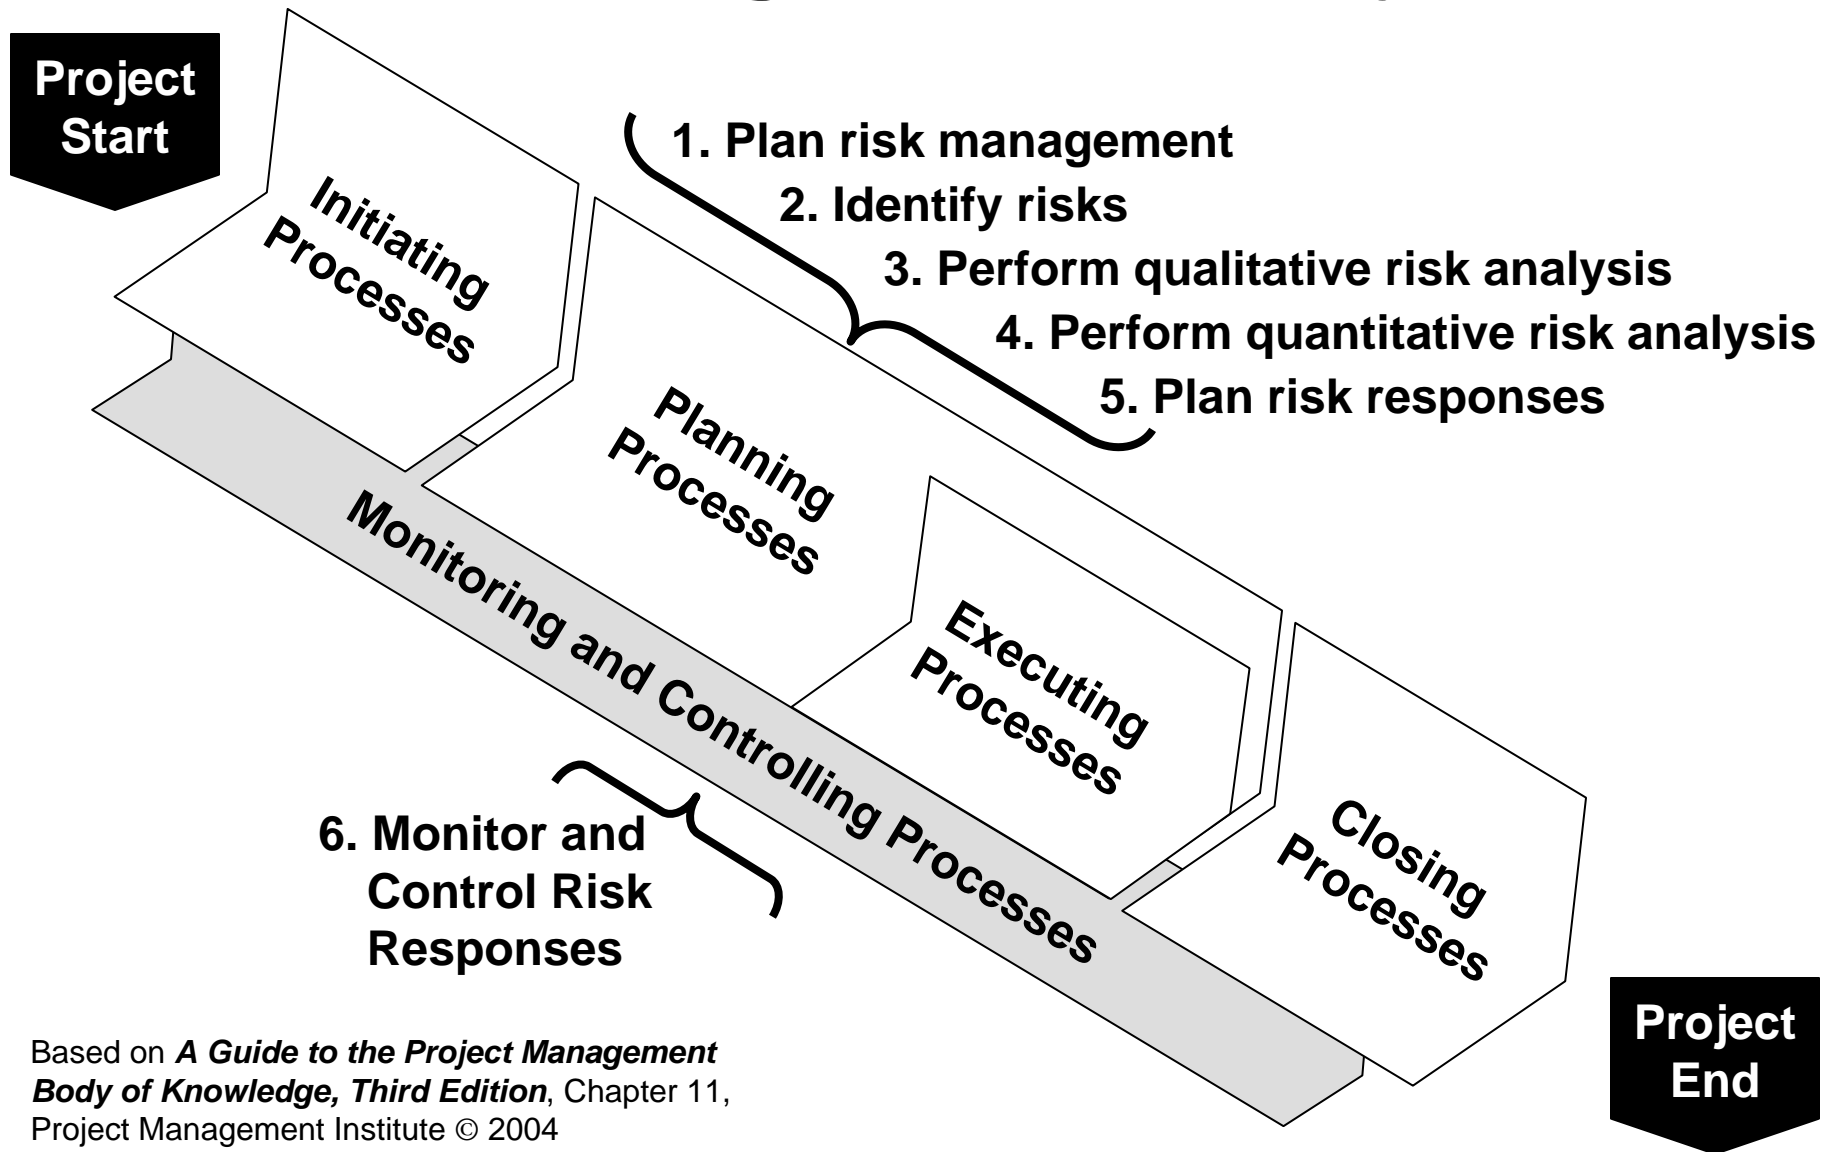 Project
Start
1. Plan risk management
2. Identify risks
3. Perform qualitative risk analysis
4. Perform quantitative risk analysis
5. Plan risk responses
Initiating
Processes
Planning
Processes
Executing
Processes
Closing
Processes
Monitoring and Controlling Processes
6. Monitor and
Control Risk
Responses
Project
End
Based on A Guide to the Project Management
Body of Knowledge, Third Edition, Chapter 11,
Project Management Institute © 2004